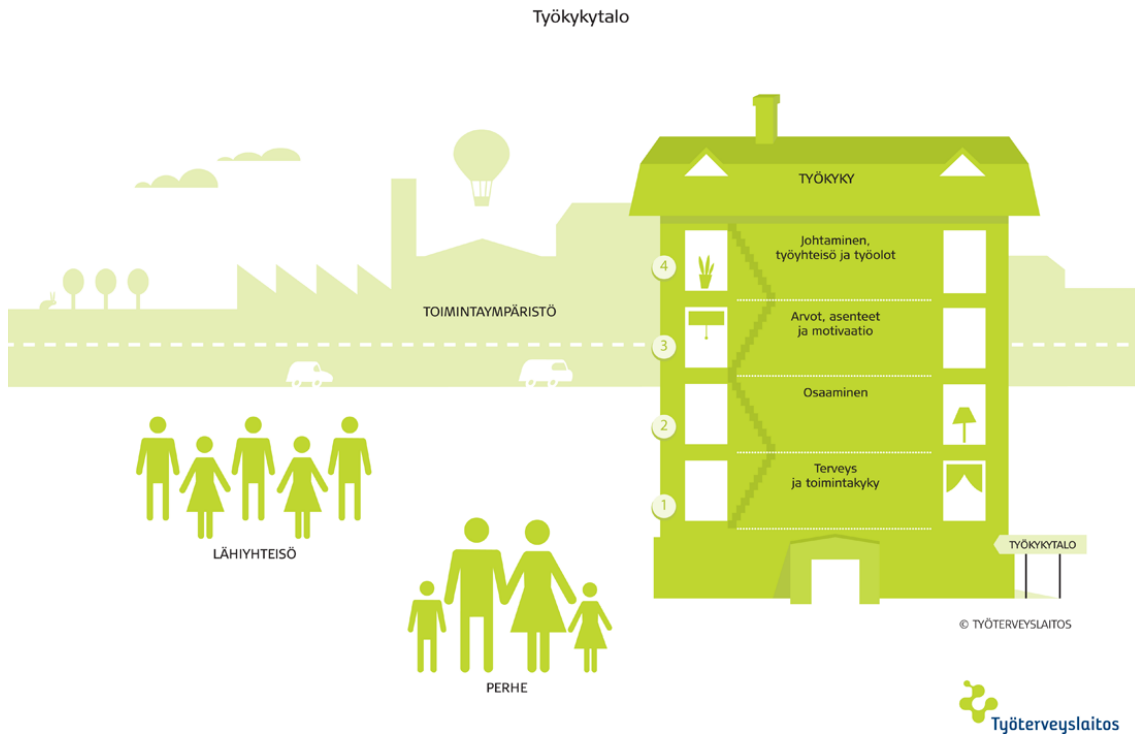 Työkykytalo
TYÖKYKY
4
Johtaminen,
työyhteisö ja työolot
TOIMINTAYMPÄRISTÖ
3
Arvot, asenteet
ja motivaatio
2
Osaaminen
1
Terveys
ja toimintakyky
LÄHIYHTEISÖ
TYÖKYKYTALO
PERHE
© TYÖTERVEYSLAITOS
Työterveyslaitos